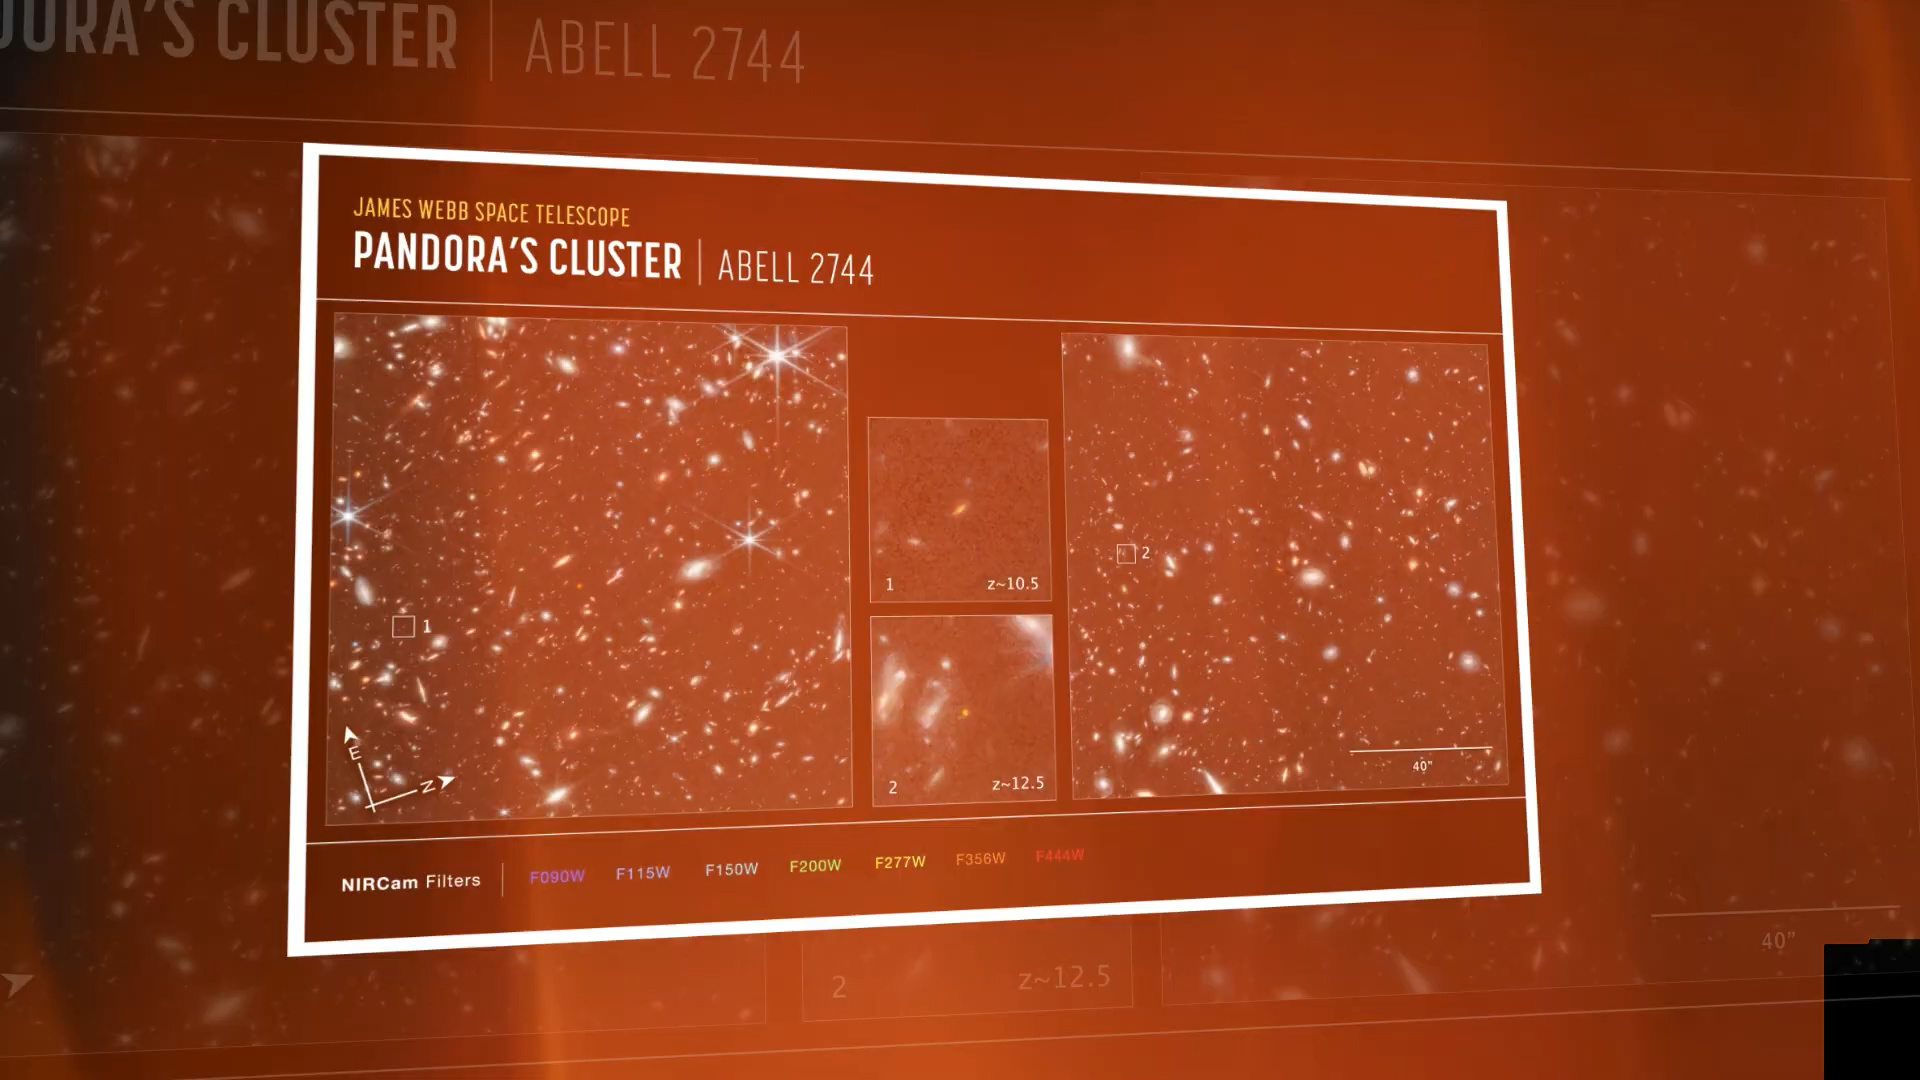 DORA'S CLUSTER | ABELL 2744
JAMES WEBB SPACE TELESCOPE
PANDORA'S CLUSTER | ABELL 2744
1
1 z~10.5
2
2 z~12.5
E
N
40"
NIRCam Filters | F090W F115W F150W F200W F277W F356W F444W
2 z~12.5
40"